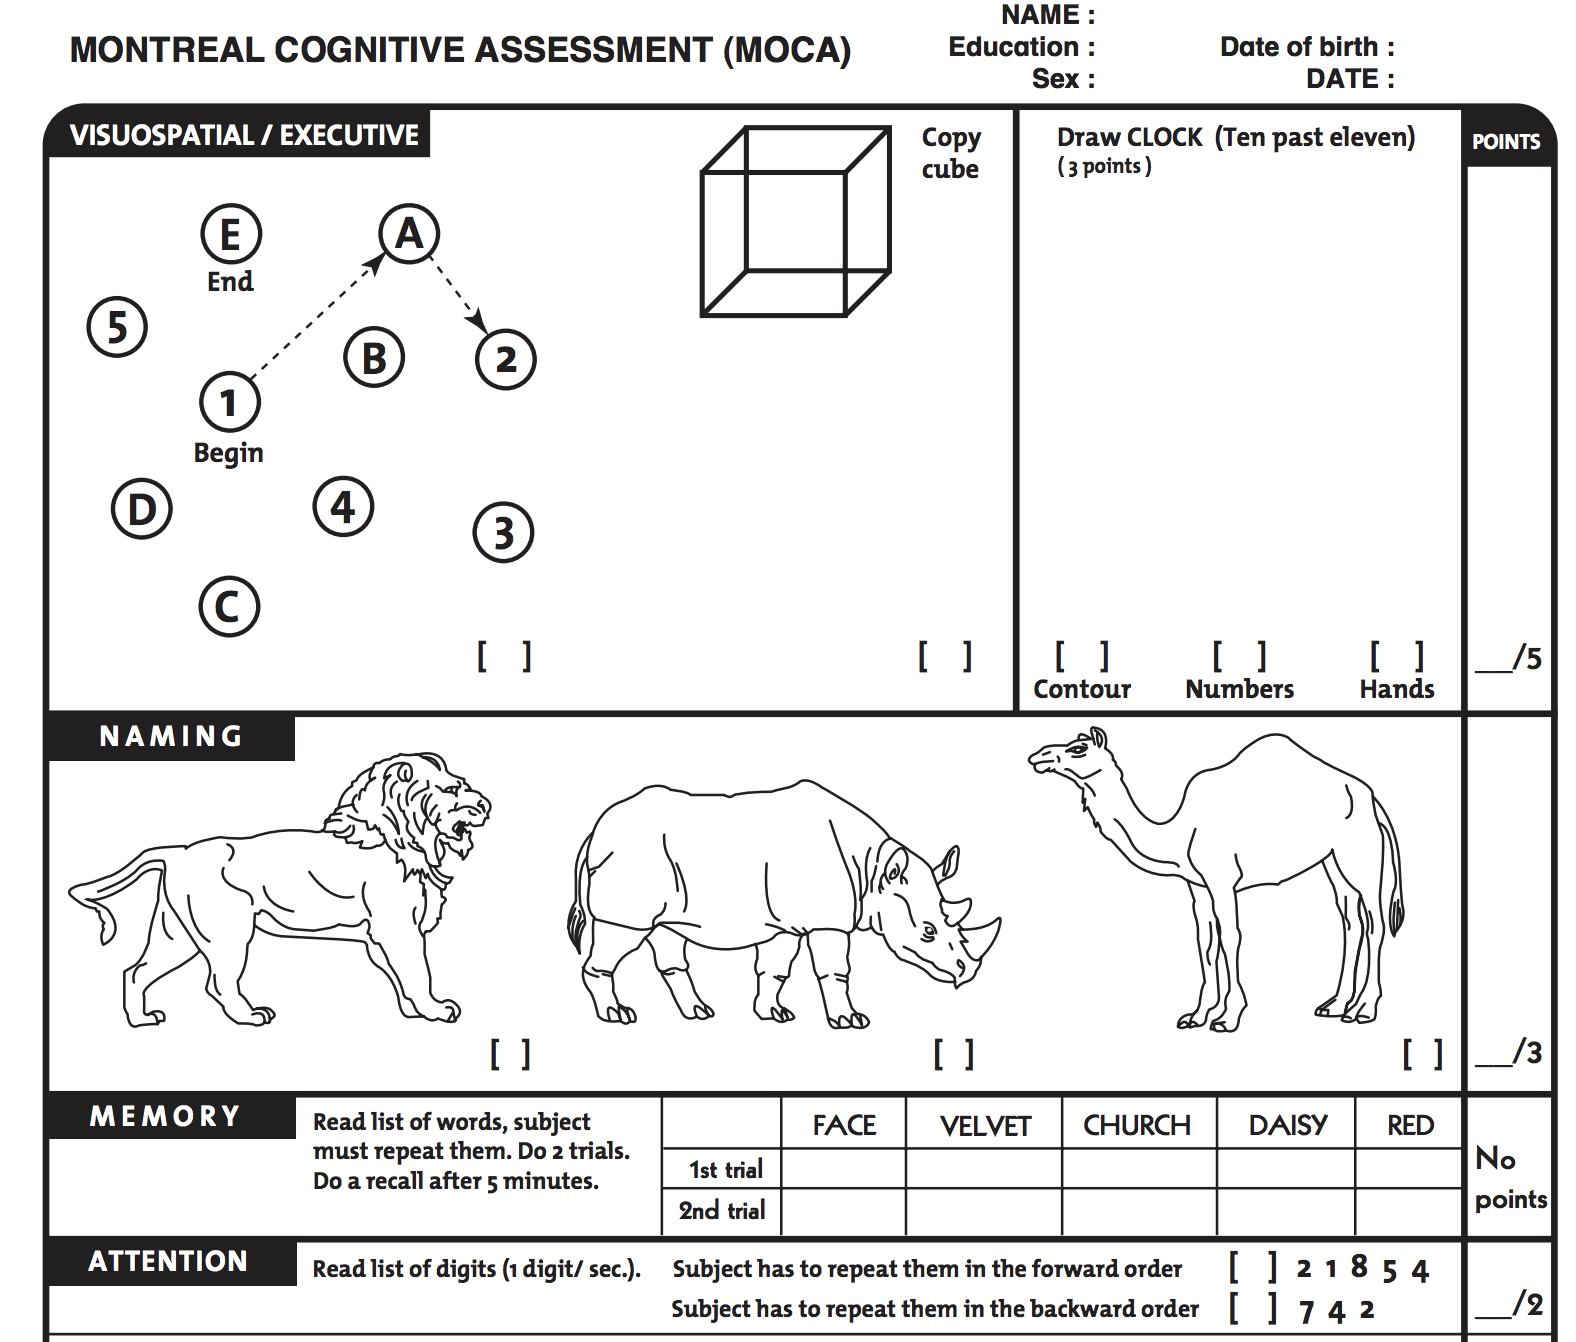 MONTREAL COGNITIVE ASSESSMENT (MOCA)
NAME :
Education :
Sex :
Date of birth :
DATE :
VISUOSPATIAL / EXECUTIVE
E
End
A
5
B
2
1
Begin
D
4
3
C
[ ]
Copy
cube
[ ]
Draw CLOCK (Ten past eleven)
( 3 points )
[ ] [ ] [ ]
Contour Numbers Hands
POINTS
__/5
NAMING
[ ] [ ] [ ]
__/3
MEMORY
Read list of words, subject
must repeat them. Do 2 trials.
Do a recall after 5 minutes.
FACE VELVET CHURCH DAISY RED
1st trial
2nd trial
No
points
ATTENTION
Read list of digits (1 digit/ sec.).
Subject has to repeat them in the forward order [ ] 2 1 8 5 4
Subject has to repeat them in the backward order [ ] 7 4 2
__/2